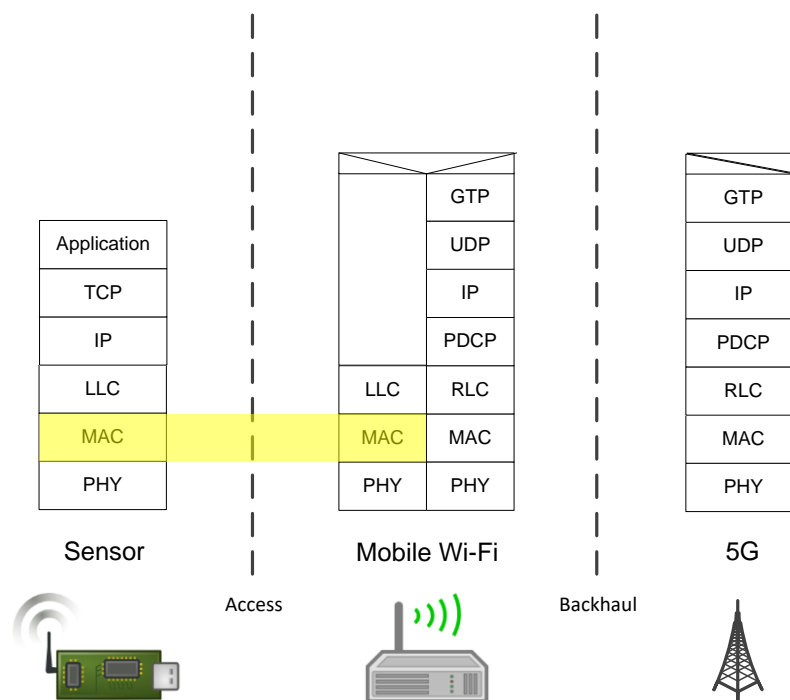 Application
TCP
IP
LLC
MAC
PHY
Sensor
Access
LLC
MAC
PHY
GTP
UDP
IP
PDCP
RLC
MAC
PHY
Mobile Wi-Fi
Backhaul
GTP
UDP
IP
PDCP
RLC
MAC
PHY
5G